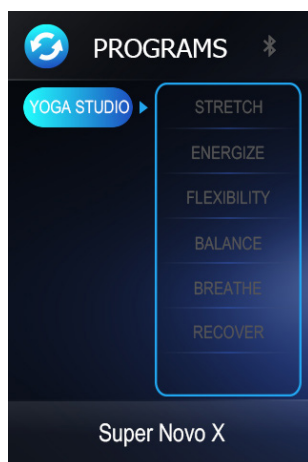 PROGRAMS
YOGA STUDIO
STRETCH
ENERGIZE
FLEXIBILITY
BALANCE
BREATHE
RECOVER
Super Novo X